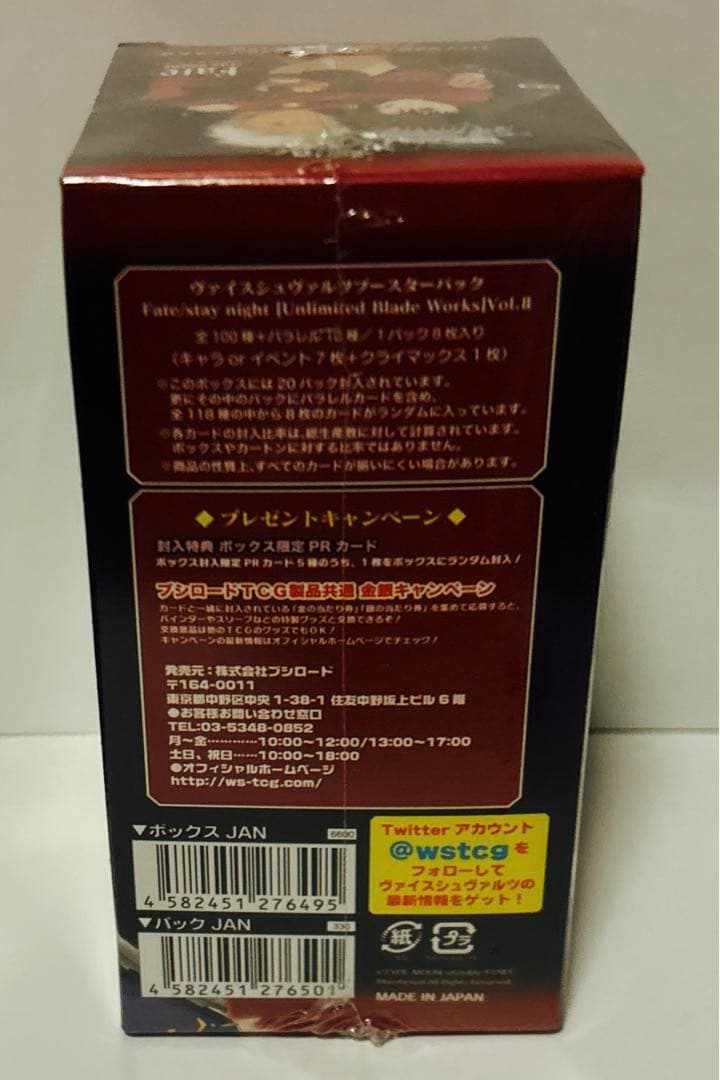 Fate
ヴァイスシュヴァルツブースターパック
Fate/stay night [Unlimited Blade Works]Vol.Ⅱ
全100種+パラレル18種/1パック8枚入り
(キャラ or イベント7枚+クライマックス1枚)
※このボックスには20パック封入されています。
更にその中のパックにパラレルカードを含め、
全118種の中から8枚のカードがランダムに入っています。
※各カードの封入比率は、総生産数に対して計算されています。
ボックスやカートンに対する比率ではありません。
※商品の性質上、すべてのカードが揃いにくい場合があります。
◆プレゼントキャンペーン◆
封入特典 ボックス限定PRカード
ボックス封入限定PRカード5種のうち、1枚をボックスにランダム封入!
ブシロードTCG製品共通 金銀キャンペーン
カードと一緒に封入されている「金の当たり券」「銀の当たり券」を集めて応募すると、
バインダーやスリーブなどの特製グッズと交換できるぞ!
交換賞品は他のTCGのグッズでもOK!
キャンペーンの最新情報はオフィシャルホームページでチェック!
発売元:株式会社ブシロード
〒164-0011
東京都中野区中央1-38-1 住友中野坂上ビル6階
●お客様お問い合わせ窓口
TEL:03-5348-0852
月~金…………10:00~12:00/13:00~17:00
土日、祝日……10:00~18:00
●オフィシャルホームページ
http://ws-tcg.com/
▼ボックス JAN 6600
4 582451 276495
▼パック JAN 330
4 582451 276501
Twitter アカウント
@wstcg を
フォローして
ヴァイスシュヴァルツの
最新情報をゲット!
紙 プラ
MADE IN JAPAN